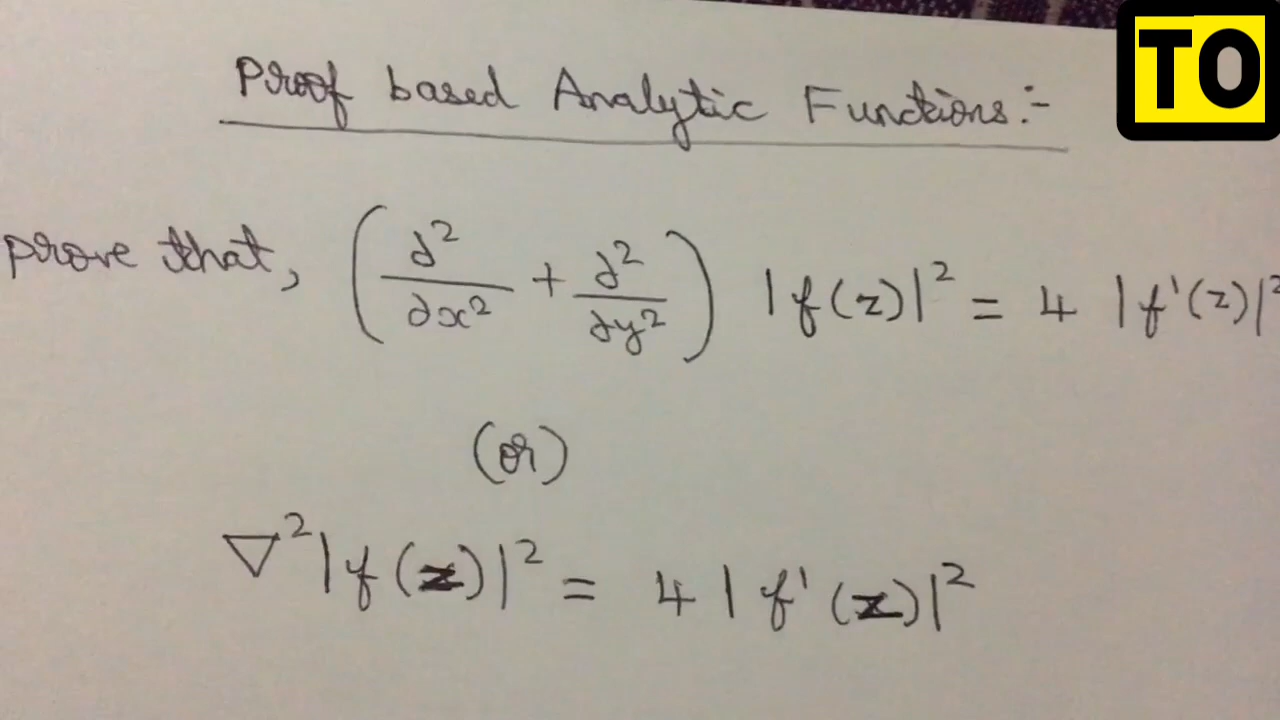 TO
Proof based Analytic Functions :-
prove that, (∂²/∂x² + ∂²/∂y²) |f(z)|² = 4 |f'(z)|²
(or)
∇²|f(z)|² = 4 |f'(z)|²